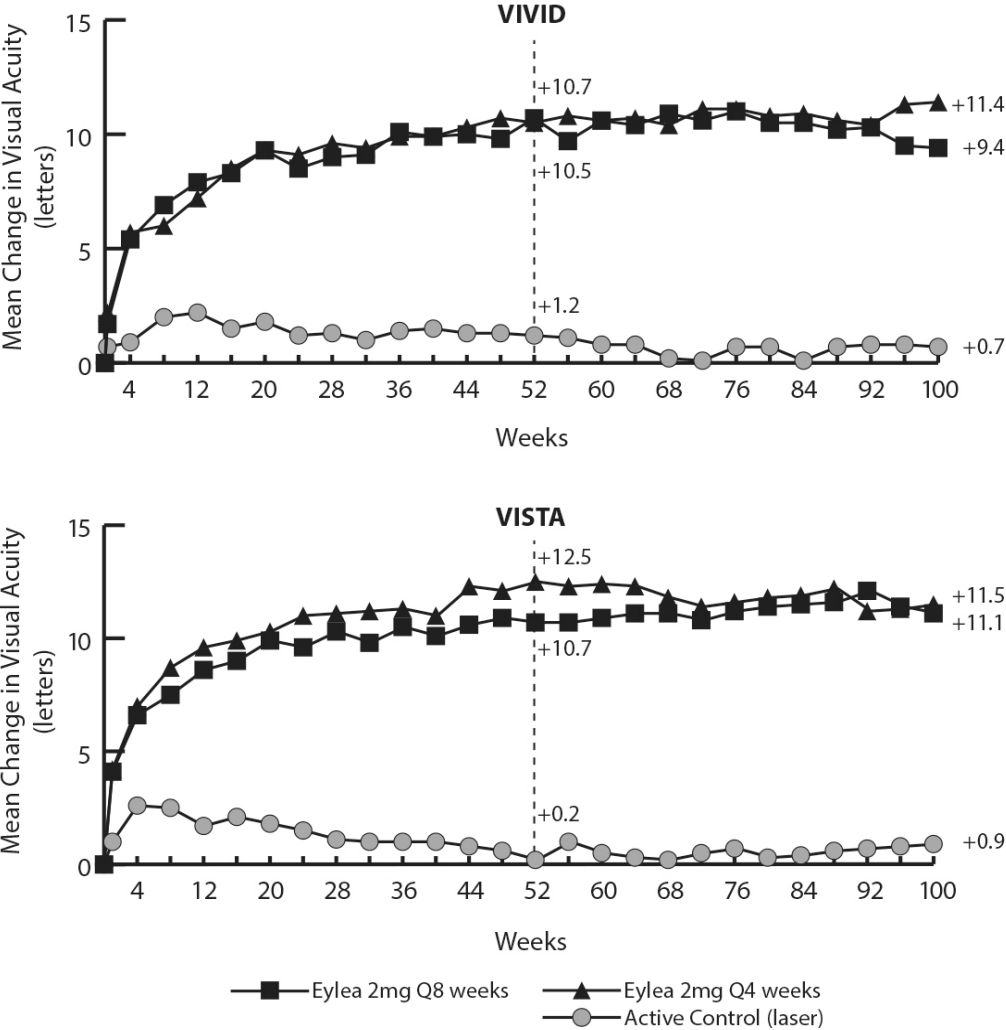 VIVID
Mean Change in Visual Acuity
(letters)
15
10
5
0
+10.7
+10.5
+1.2
+11.4
+9.4
+0.7
4 12 20 28 36 44 52 60 68 76 84 92 100
Weeks
VISTA
Mean Change in Visual Acuity
(letters)
15
10
5
0
+12.5
+10.7
+0.2
+11.5
+11.1
+0.9
4 12 20 28 36 44 52 60 68 76 84 92 100
Weeks
Eylea 2mg Q8 weeks Eylea 2mg Q4 weeks
Active Control (laser)